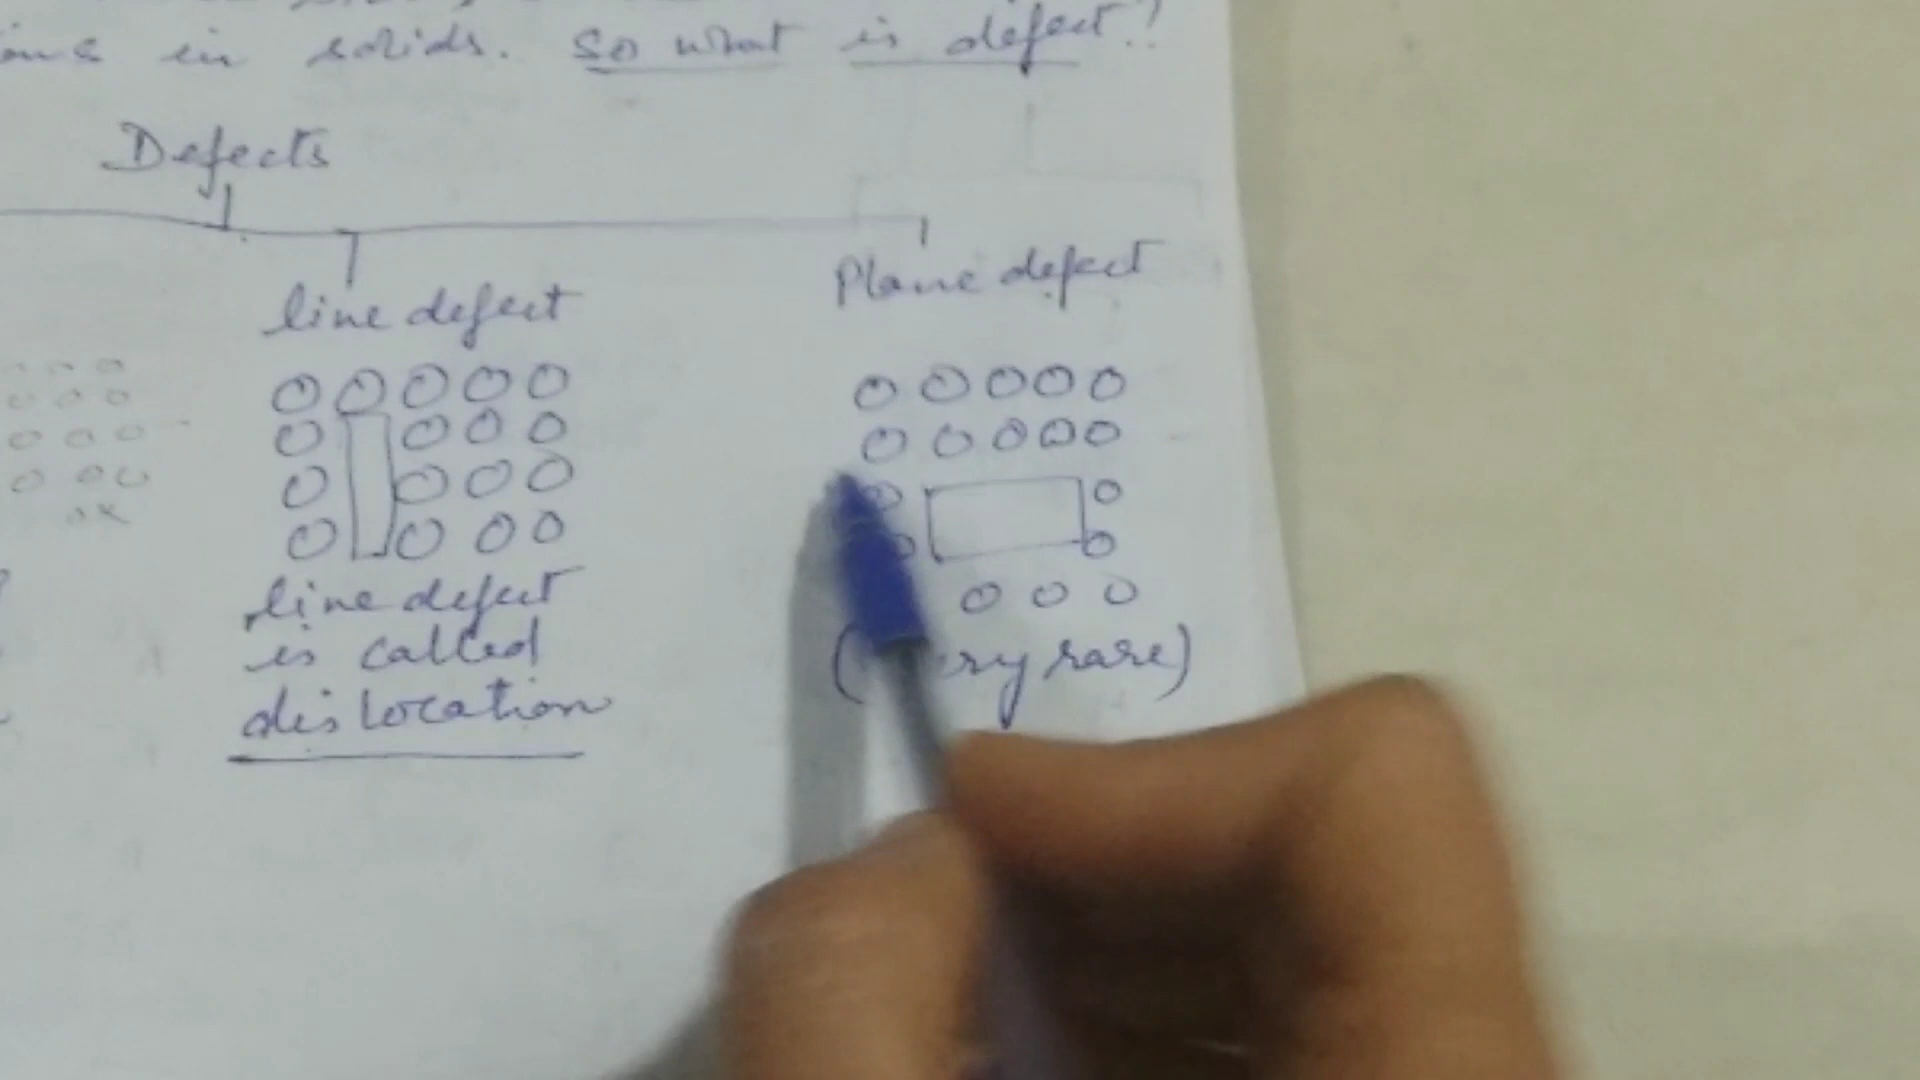 in solids. So what is defect?
Defects
line defect
Plane defect
line defect
is called
dislocation
rare)